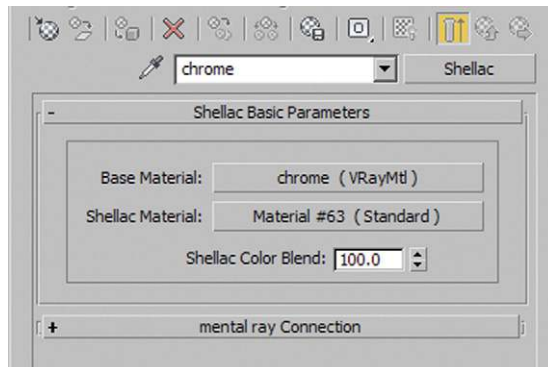 chrome
Shellac
- Shellac Basic Parameters
Base Material: chrome ( VRayMtl )
Shellac Material: Material #63 ( Standard )
Shellac Color Blend: 100.0
+ mental ray Connection